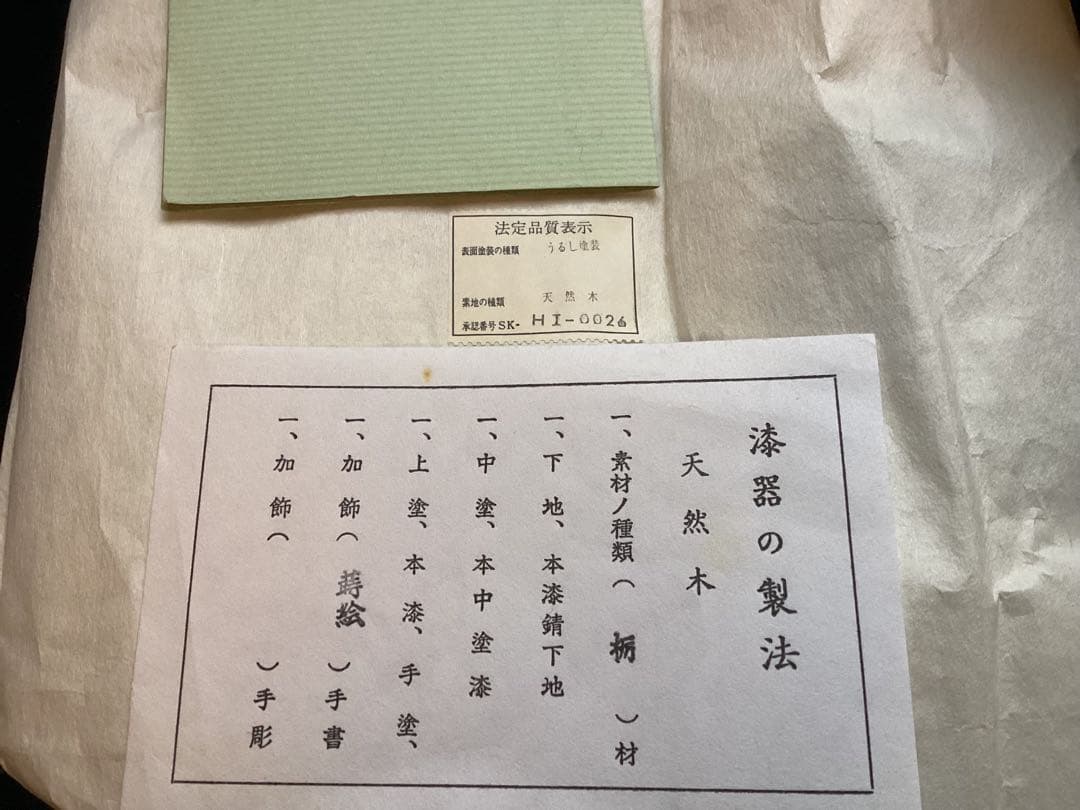 法定品質表示
表面塗装の種類 うるし塗装
素地の種類 天然木
承認番号SK-HI-0026
漆器の製法
天然木
一、素材ノ種類(栃)材
一、下地、本漆錆下地
一、中塗、本中塗漆
一、上塗、本漆、手塗、
一、加飾(蒔絵)手書
一、加飾()手彫